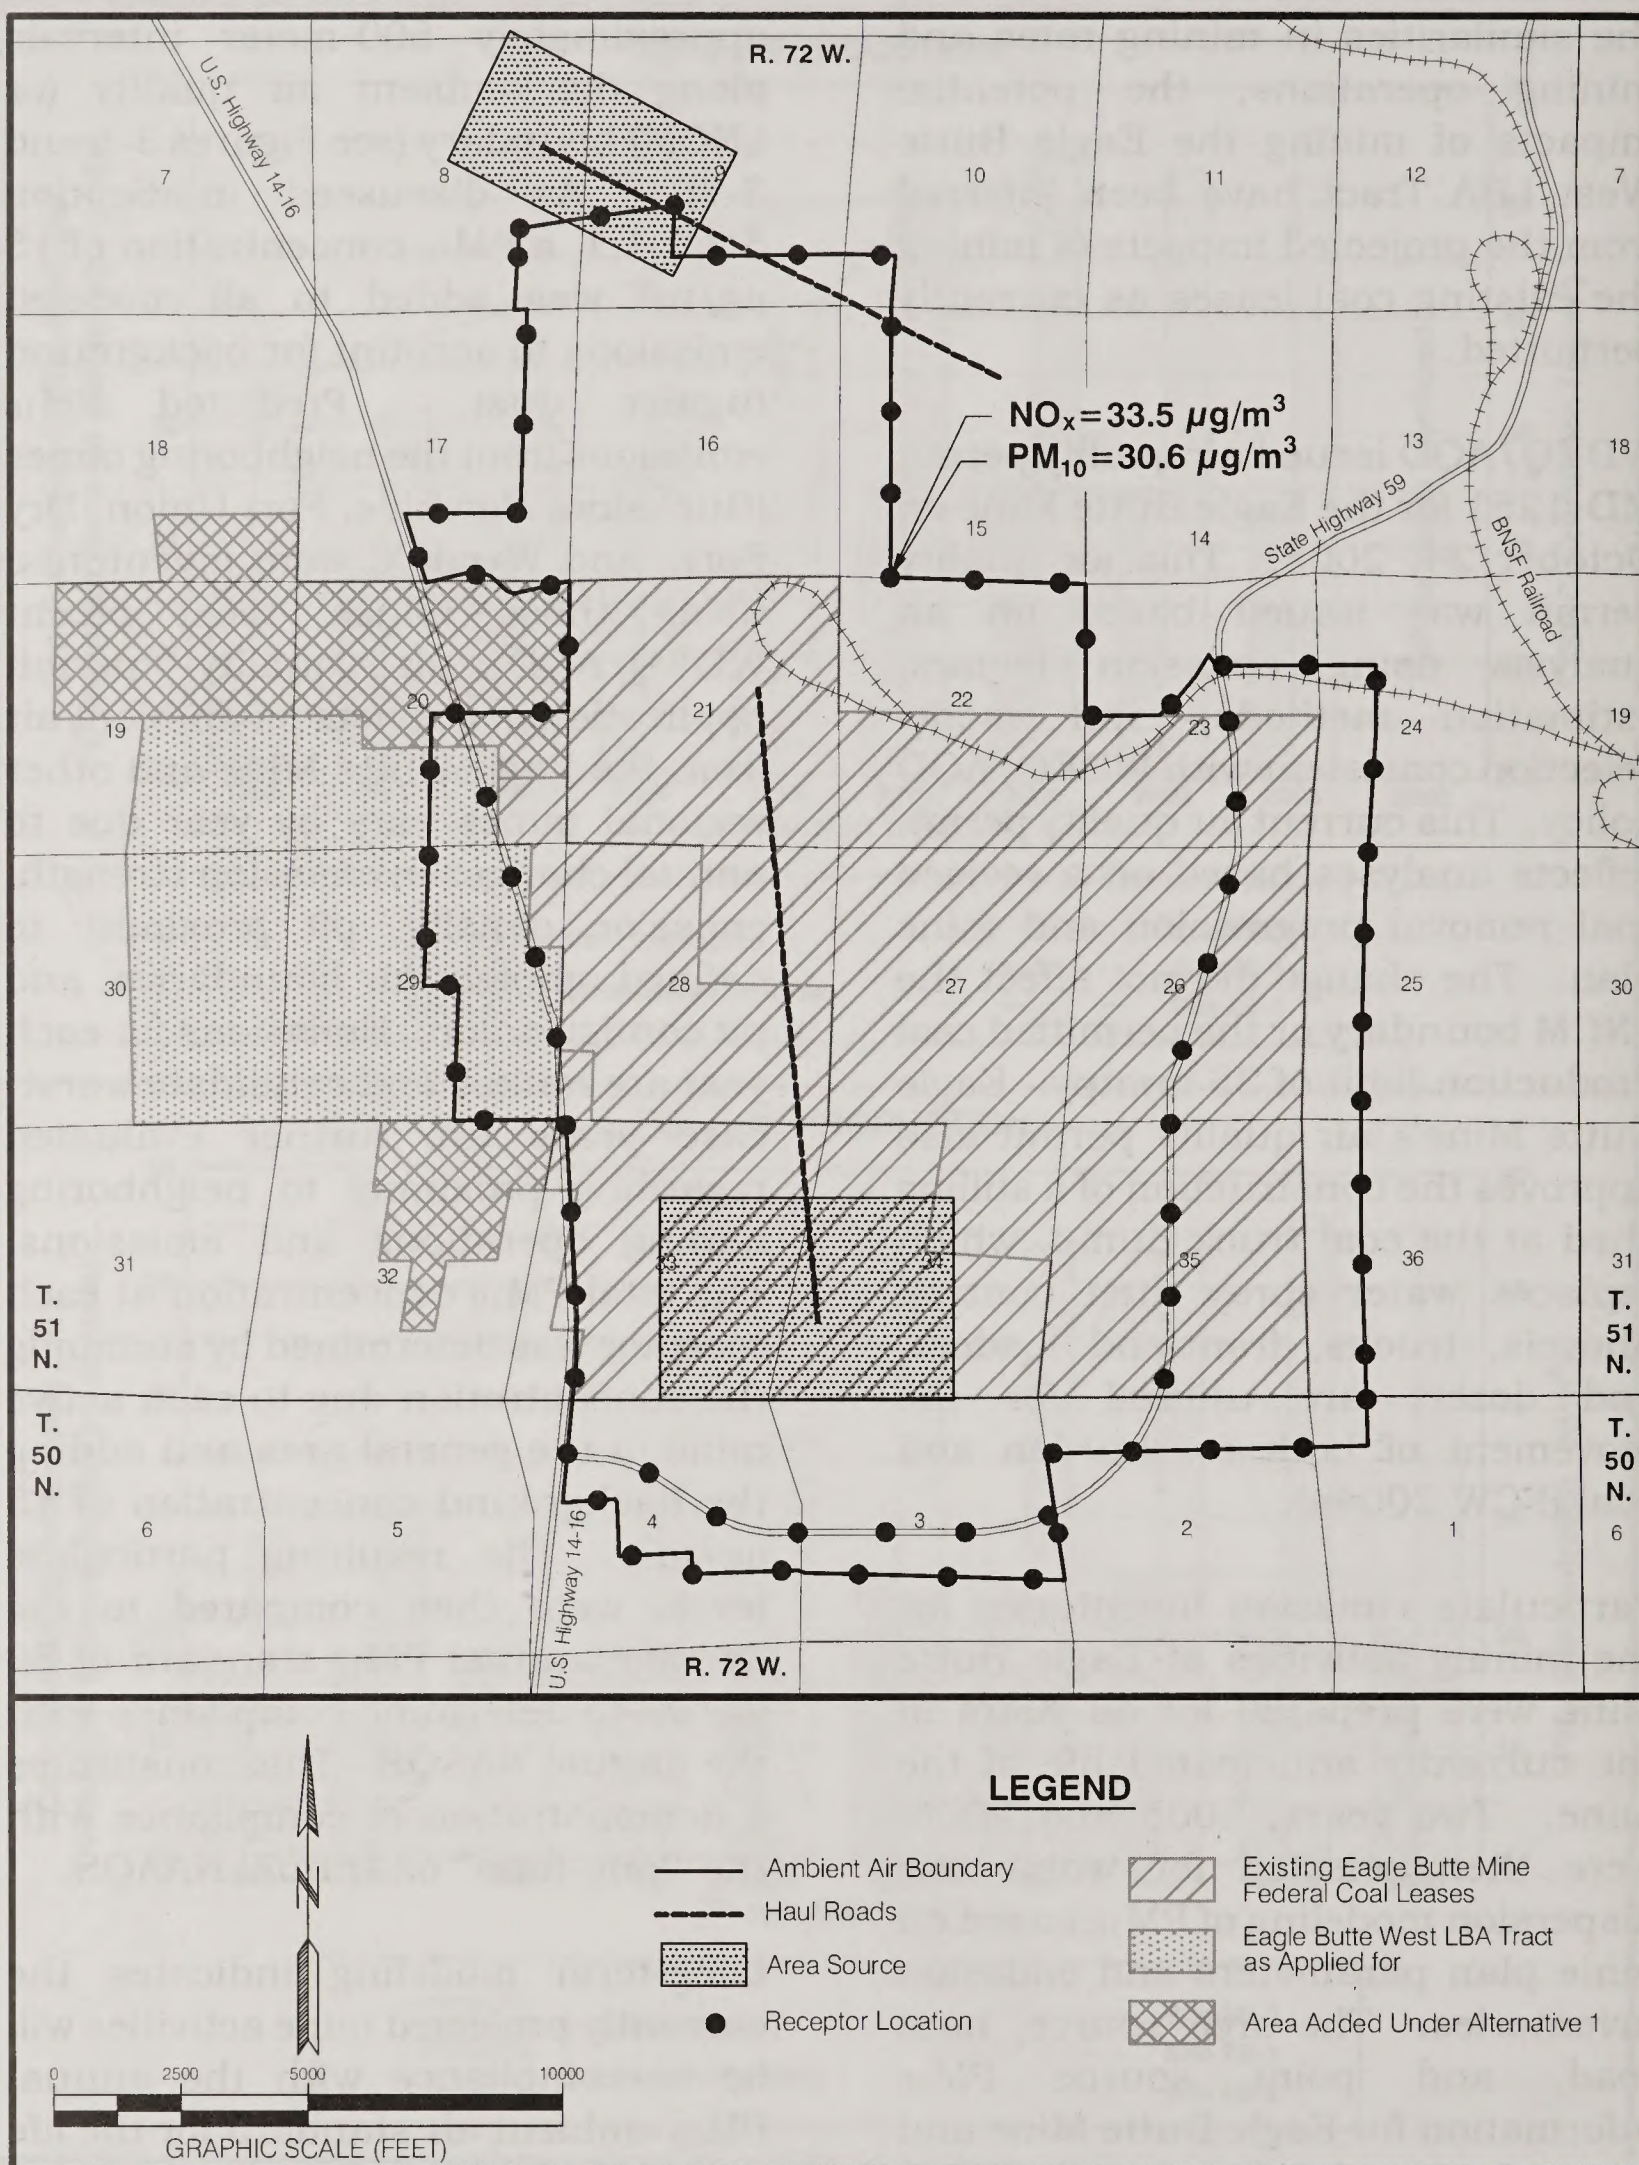 R. 72 W.
U.S. Highway 14-16
7
8
9
10
11
12
7
18
17
16
NOx=33.5 µg/m³
PM10=30.6 µg/m³
15
14
13
18
State Highway 59
BNSF Railroad
19
20
21
22
23
24
19
30
29
28
27
26
25
30
31
32
33
34
35
36
31
T.
51
N.
T.
51
N.
T.
50
N.
T.
50
N.
6
5
4
3
2
1
6
U.S. Highway 14-16
R. 72 W.
N
LEGEND
Ambient Air Boundary
Haul Roads
Area Source
Receptor Location
Existing Eagle Butte Mine
Federal Coal Leases
Eagle Butte West LBA Tract
as Applied for
Area Added Under Alternative 1
0 2500 5000 10000
GRAPHIC SCALE (FEET)